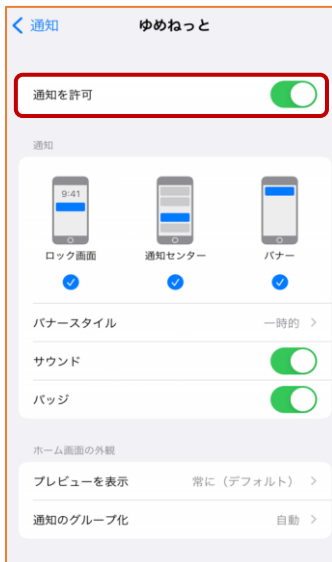 通知 ゆめねっと
通知を許可
通知
9:41
ロック画面 通知センター バナー
バナースタイル 一時的
サウンド
バッジ
ホーム画面の外観
プレビューを表示 常に（デフォルト）
通知のグループ化 自動